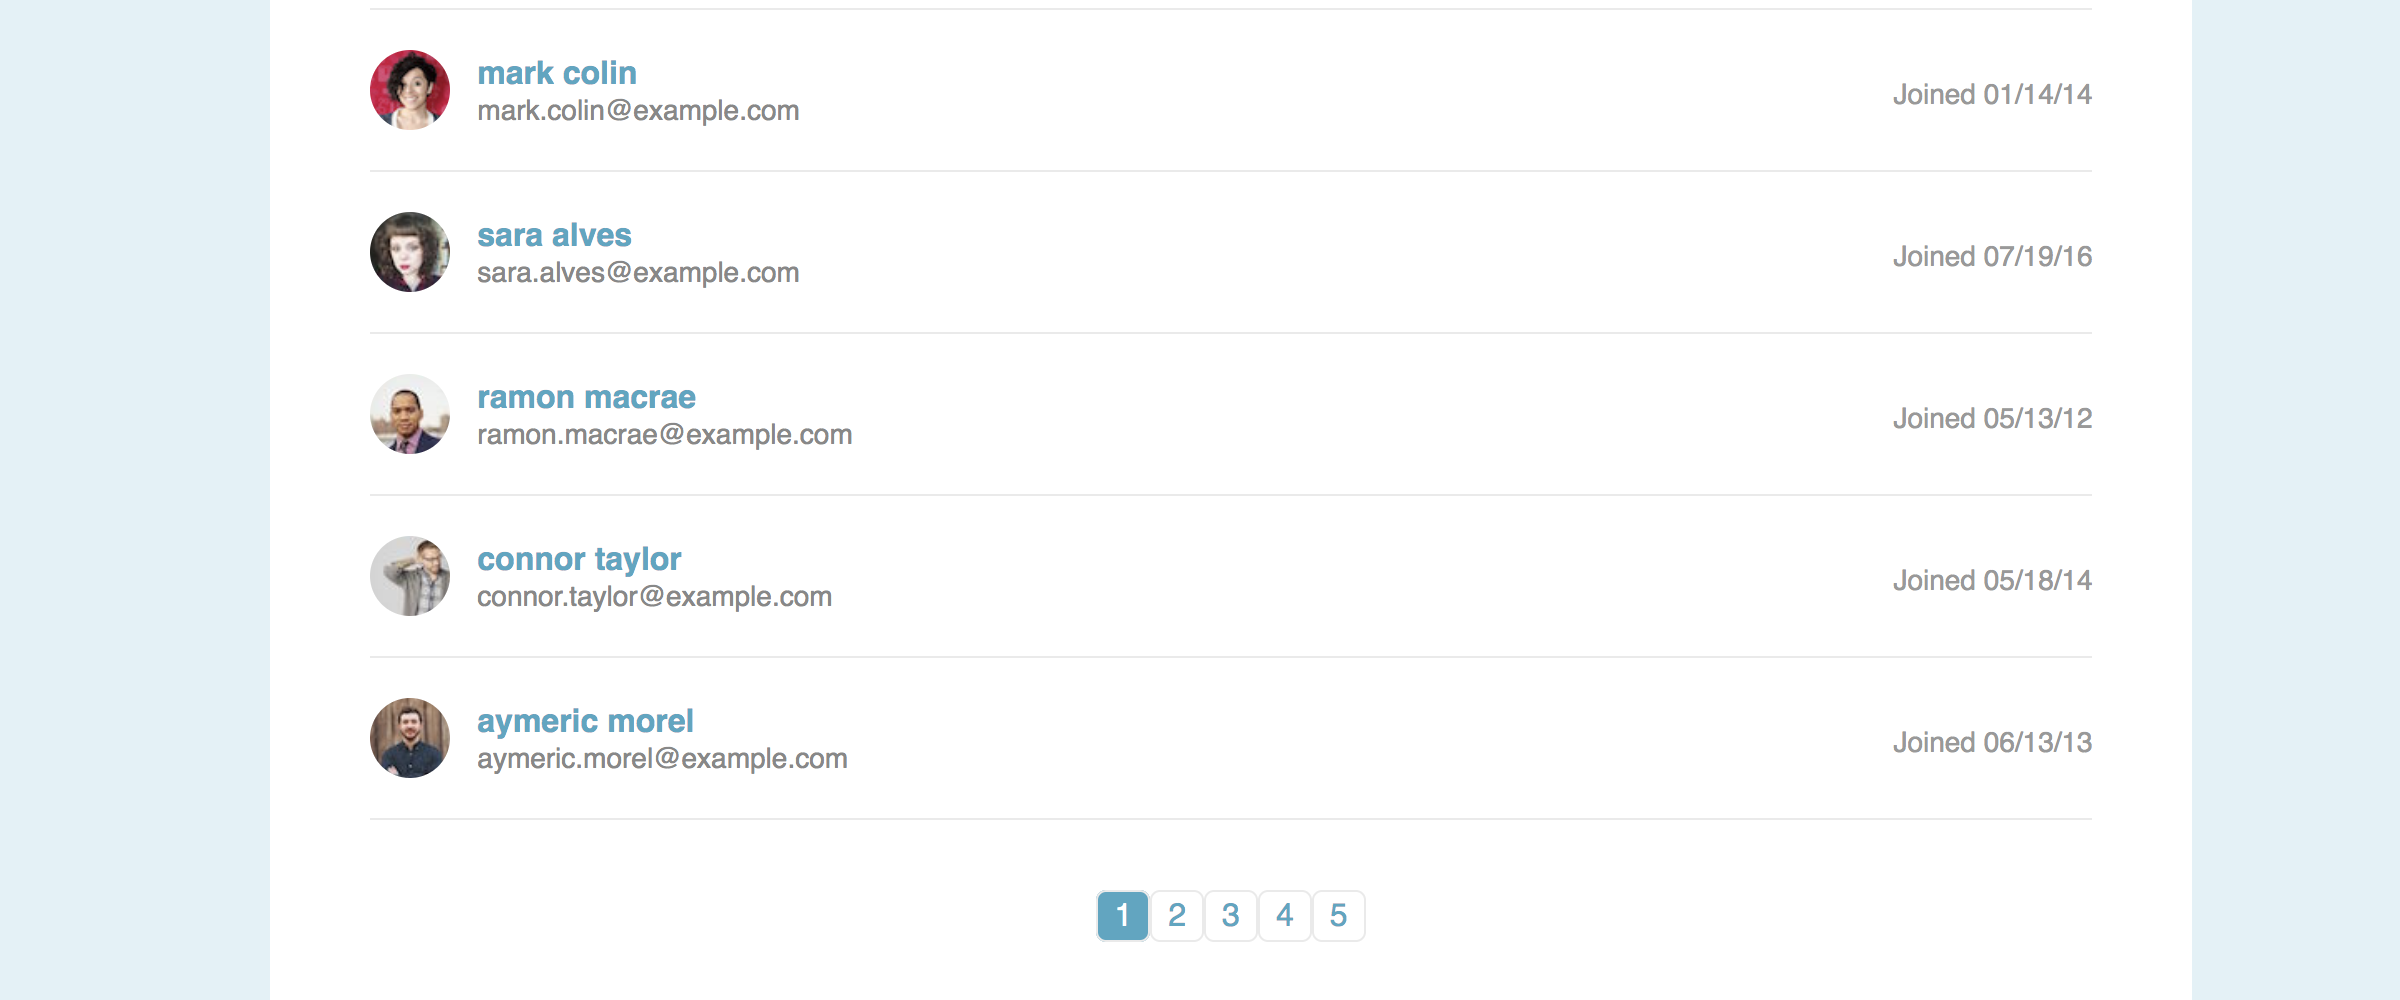 mark colin
mark.colin@example.com
Joined 01/14/14
sara alves
sara.alves@example.com
Joined 07/19/16
ramon macrae
ramon.macrae@example.com
Joined 05/13/12
connor taylor
connor.taylor@example.com
Joined 05/18/14
aymeric morel
aymeric.morel@example.com
Joined 06/13/13
1 2 3 4 5